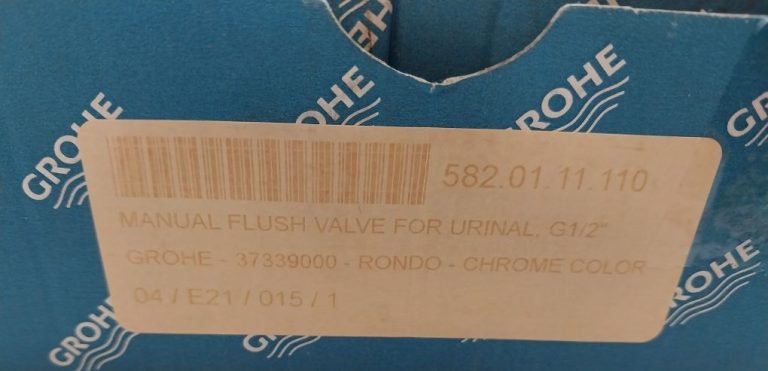 GROHE
GROHE
GROHE
GROHE
582.01.11.110
MANUAL FLUSH VALVE FOR URINAL, G1/2"
GROHE - 37339000 - RONDO - CHROME COLOR
04 / E21 / 015 / 1
GROHE
GROHE